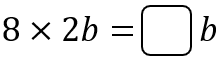 8 × 2b = □ b